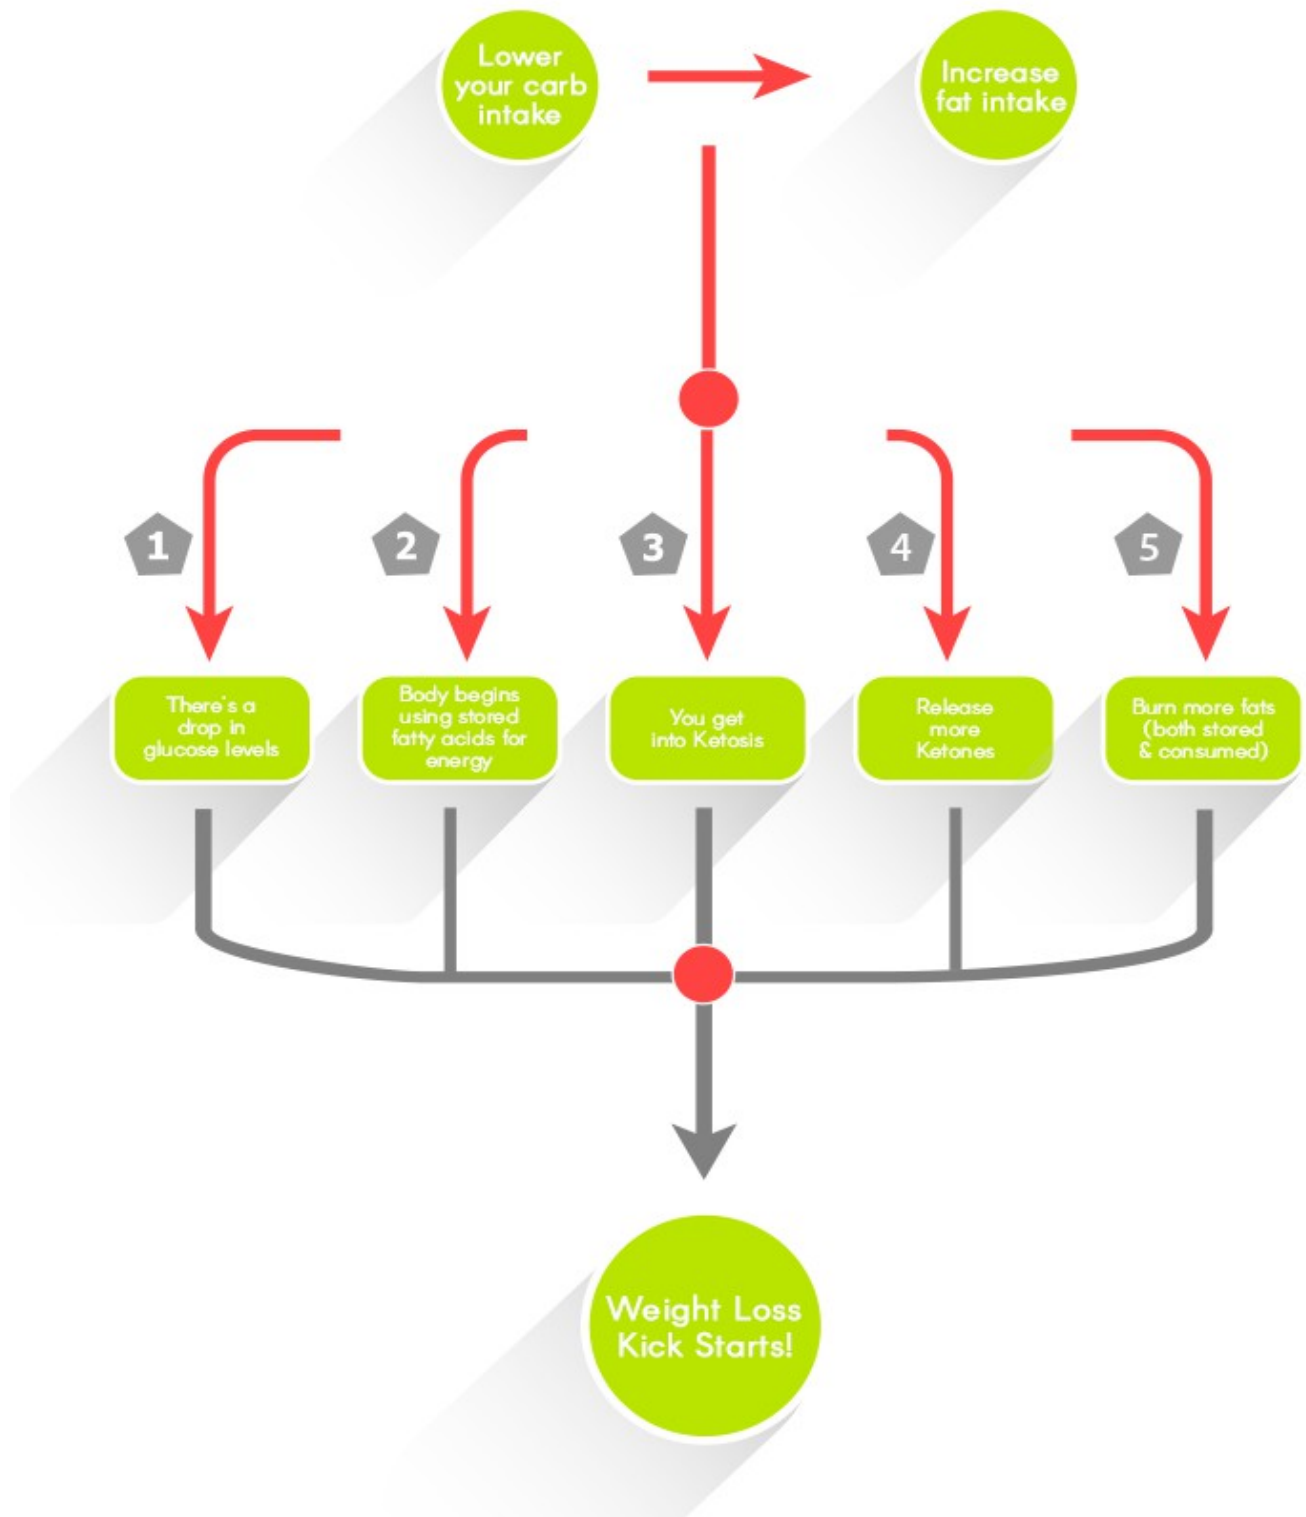 Lower
your carb
intake
Increase
fat intake
1
2
3
4
5
There's a
drop in
glucose levels
Body begins
using stored
fatty acids for
energy
You get
into Ketosis
Release
more
Ketones
Burn more fats
(both stored
& consumed)
Weight Loss
Kick Starts!